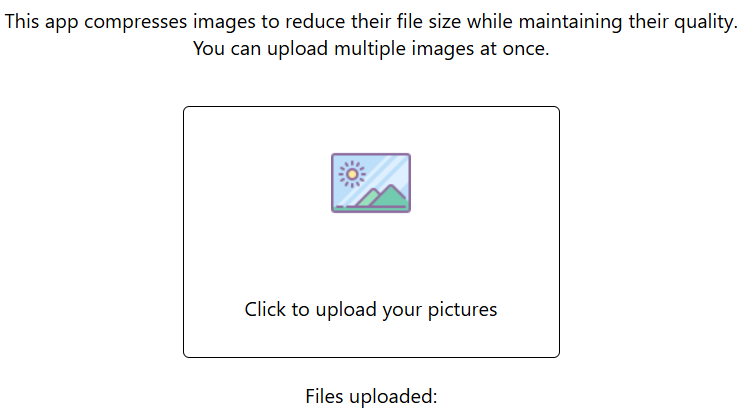 This app compresses images to reduce their file size while maintaining their quality.
You can upload multiple images at once.
Click to upload your pictures
Files uploaded: